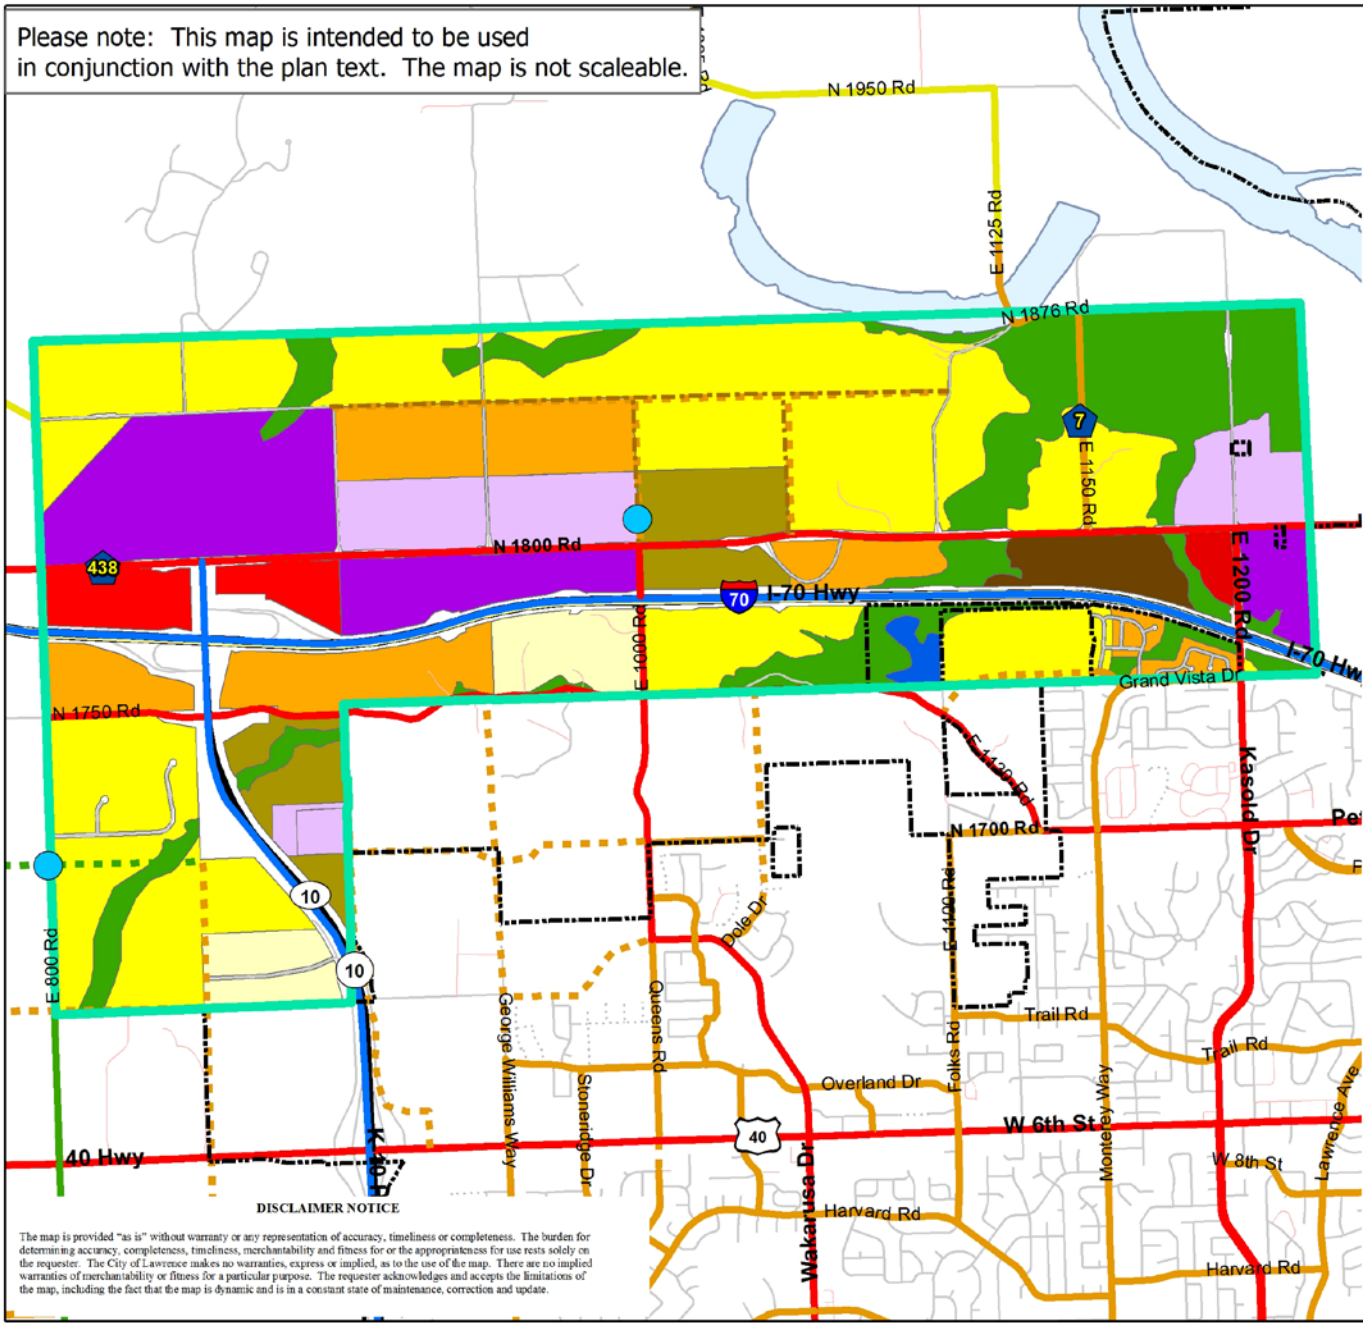 Please note: This map is intended to be used
in conjunction with the plan text. The map is not scaleable.
Rd
N 1950 Rd
E 1125 Rd
N 1876 Rd
7
E 1150 Rd
N 1800 Rd
438
70
I-70 Hwy
E 1200 Rd
I-70 Hw
E 1000 Rd
Grand Vista Dr
N 1750 Rd
E 1130 Rd
Kasold Dr
N 1700 Rd
Pet
F
10
E 1100 Rd
Dole Dr
E 800 Rd
10
George Williams Way
Queens Rd
Trail Rd
Folks Rd
Trail Rd
Stoneridge Dr
Overland Dr
Monterey Way
Lawrence Ave
W 6th St
40
40 Hwy
K-10 H
Wakarusa Dr
W 8th St
Harvard Rd
Harvard Rd
DISCLAIMER NOTICE
The map is provided "as is" without warranty or any representation of accuracy, timeliness or completeness. The burden for
determining accuracy, completeness, timeliness, merchantability and fitness for or the appropriateness for use rests solely on
the requester. The City of Lawrence makes no warranties, express or implied, as to the use of the map. There are no implied
warranties of merchantability or fitness for a particular purpose. The requester acknowledges and accepts the limitations of
the map, including the fact that the map is dynamic and is in a constant state of maintenance, correction and update.